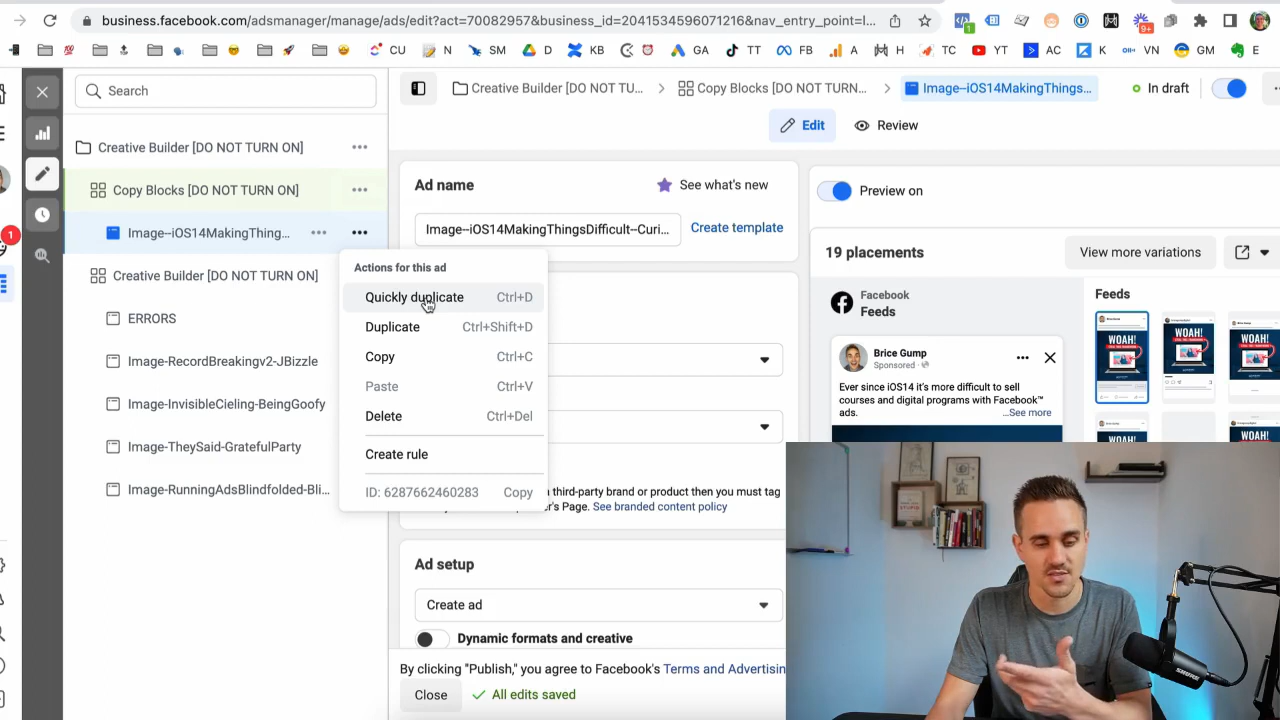 business.facebook.com/adsmanager/manage/ads/edit?act=70082957&business_id=2041534596071216&nav_entry_point=l...
1
9+
CU
N
SM
D
KB
GA
TT
FB
A
H
TC
YT
AC
K
VN
GM
E
Search
Creative Builder [DO NOT TURN ON]
Copy Blocks [DO NOT TURN ON]
Image--iOS14MakingThing...
1
Creative Builder [DO NOT TURN ON]
ERRORS
Image-RecordBreakingv2-JBizzle
Image-InvisibleCieling-BeingGoofy
Image-TheySaid-GratefulParty
Image-RunningAdsBlindfolded-Bli...
Actions for this ad
Quickly duplicate Ctrl+D
Duplicate Ctrl+Shift+D
Copy Ctrl+C
Paste Ctrl+V
Delete Ctrl+Del
Create rule
ID: 6287662460283 Copy
Creative Builder [DO NOT TU... > Copy Blocks [DO NOT TURN... > Image--iOS14MakingThings...
In draft
Edit
Review
Ad name
See what's new
Image--iOS14MakingThingsDifficult--Curi...
Create template
third-party brand or product then you must tag
er's Page. See branded content policy
Ad setup
Create ad
Dynamic formats and creative
By clicking "Publish," you agree to Facebook's Terms and Advertisin
Close
All edits saved
Preview on
19 placements
View more variations
Facebook
Feeds
Feeds
Brice Gump
Sponsored
Ever since iOS14 it's more difficult to sell
courses and digital programs with Facebook™
ads.
...See more
WOAH!
WOAH!
WOAH!
SHURE